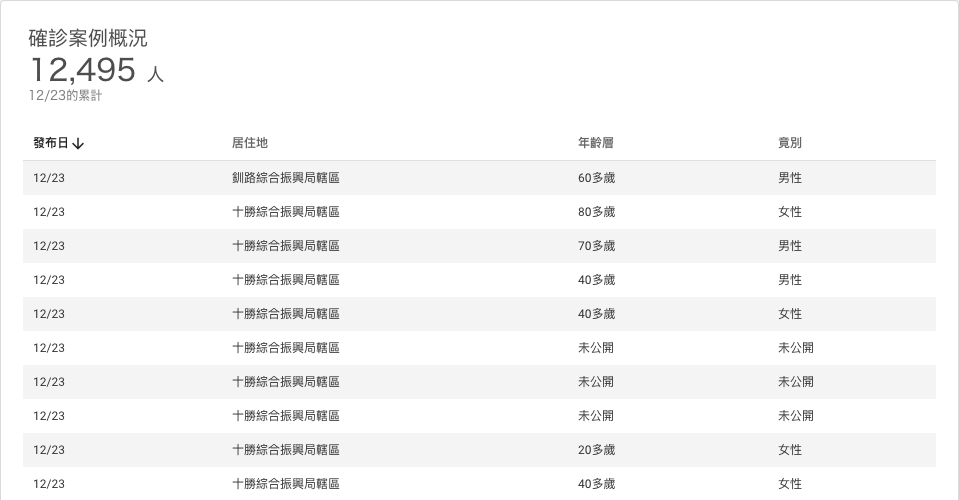 確診案例概況
12,495 人
12/23的累計
發布日↓ 居住地 年齡層 竟別
12/23 釧路綜合振興局轄區 60多歲 男性
12/23 十勝綜合振興局轄區 80多歲 女性
12/23 十勝綜合振興局轄區 70多歲 男性
12/23 十勝綜合振興局轄區 40多歲 男性
12/23 十勝綜合振興局轄區 40多歲 女性
12/23 十勝綜合振興局轄區 未公開 未公開
12/23 十勝綜合振興局轄區 未公開 未公開
12/23 十勝綜合振興局轄區 未公開 未公開
12/23 十勝綜合振興局轄區 20多歲 女性
12/23 十勝綜合振興局轄區 40多歲 女性